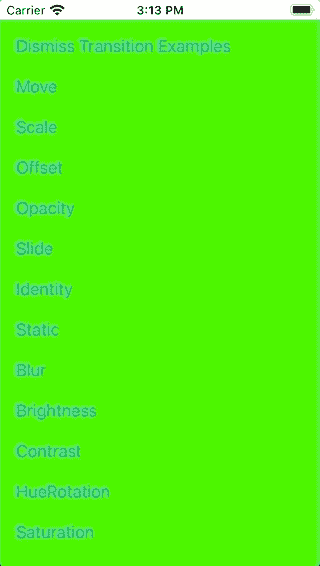 Carrier 3:13 PM
Dismiss Transition Examples
Move
Scale
Offset
Opacity
Slide
Identity
Static
Blur
Brightness
Contrast
HueRotation
Saturation